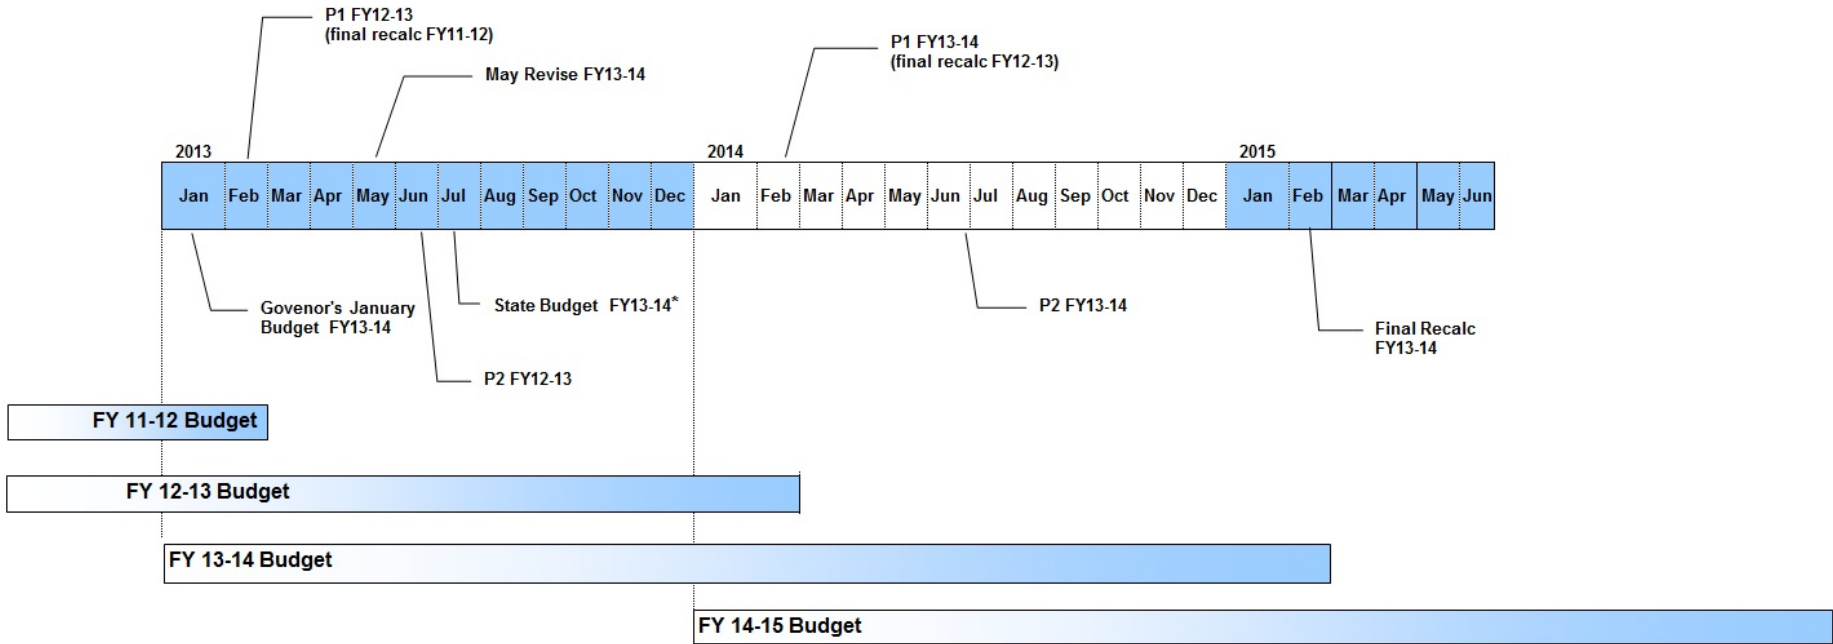 P1 FY12-13
(final recalc FY11-12)
P1 FY13-14
(final recalc FY12-13)
May Revise FY13-14
2013
2014
2015
Jan Feb Mar Apr May Jun Jul Aug Sep Oct Nov Dec Jan Feb Mar Apr May Jun Jul Aug Sep Oct Nov Dec Jan Feb Mar Apr May Jun
Govenor's January
Budget FY13-14
State Budget FY13-14*
P2 FY13-14
Final Recalc
FY13-14
P2 FY12-13
FY 11-12 Budget
FY 12-13 Budget
FY 13-14 Budget
FY 14-15 Budget